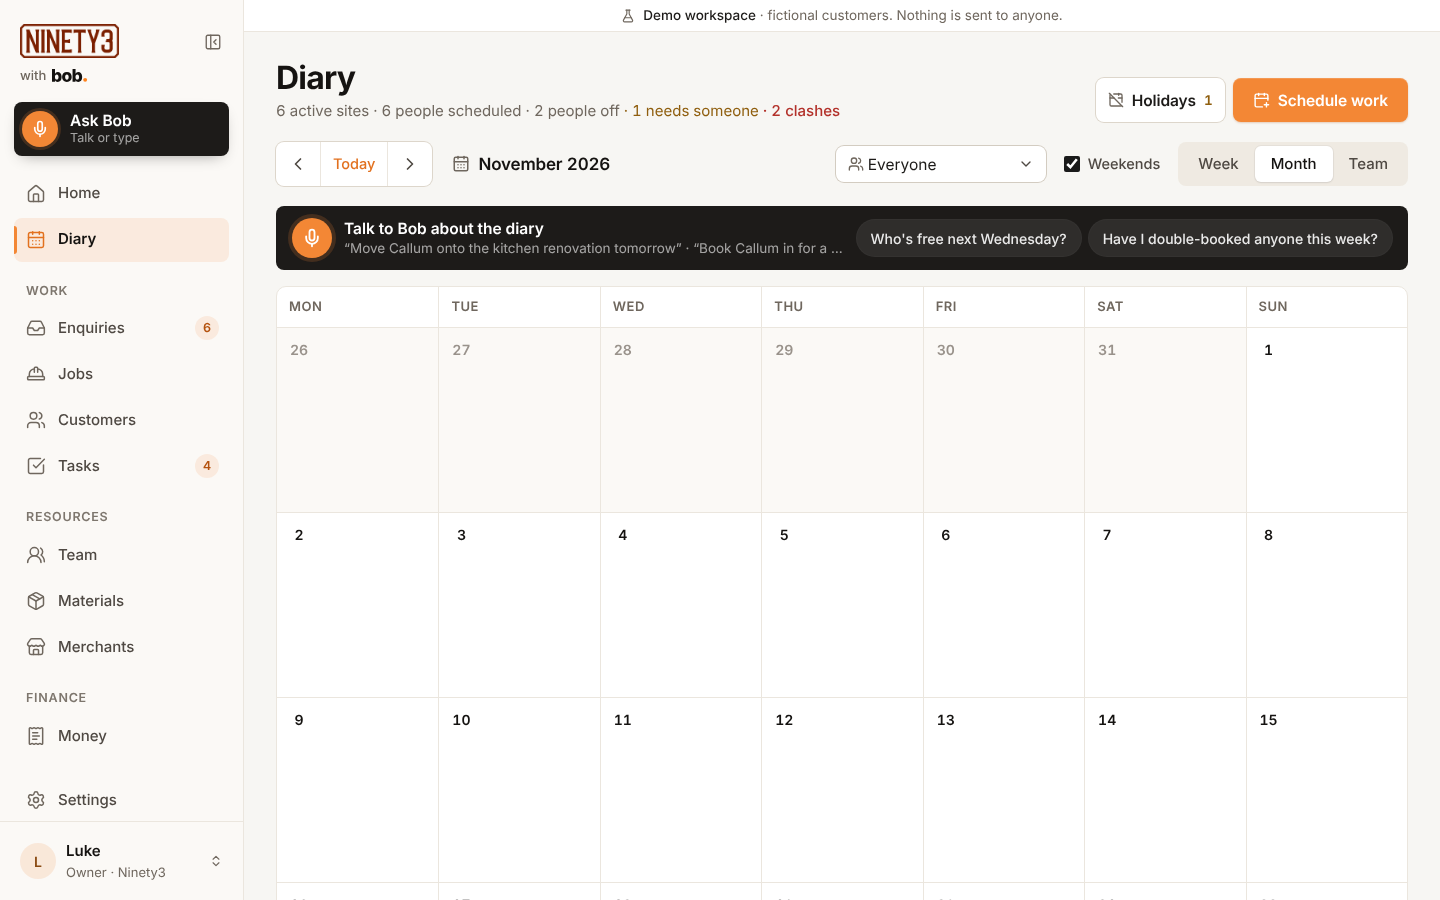 Demo workspace · fictional customers. Nothing is sent to anyone.
NINETY3
with bob.
Ask Bob
Talk or type
Home
Diary
WORK
Enquiries 6
Jobs
Customers
Tasks 4
RESOURCES
Team
Materials
Merchants
FINANCE
Money
Settings
L
Luke
Owner · Ninety3
Diary
6 active sites · 6 people scheduled · 2 people off · 1 needs someone · 2 clashes
Holidays 1
Schedule work
Today
November 2026
Everyone
Weekends
Week Month Team
Talk to Bob about the diary
“Move Callum onto the kitchen renovation tomorrow” · “Book Callum in for a ...
Who's free next Wednesday?
Have I double-booked anyone this week?
MON TUE WED THU FRI SAT SUN
26 27 28 29 30 31 1
2 3 4 5 6 7 8
9 10 11 12 13 14 15